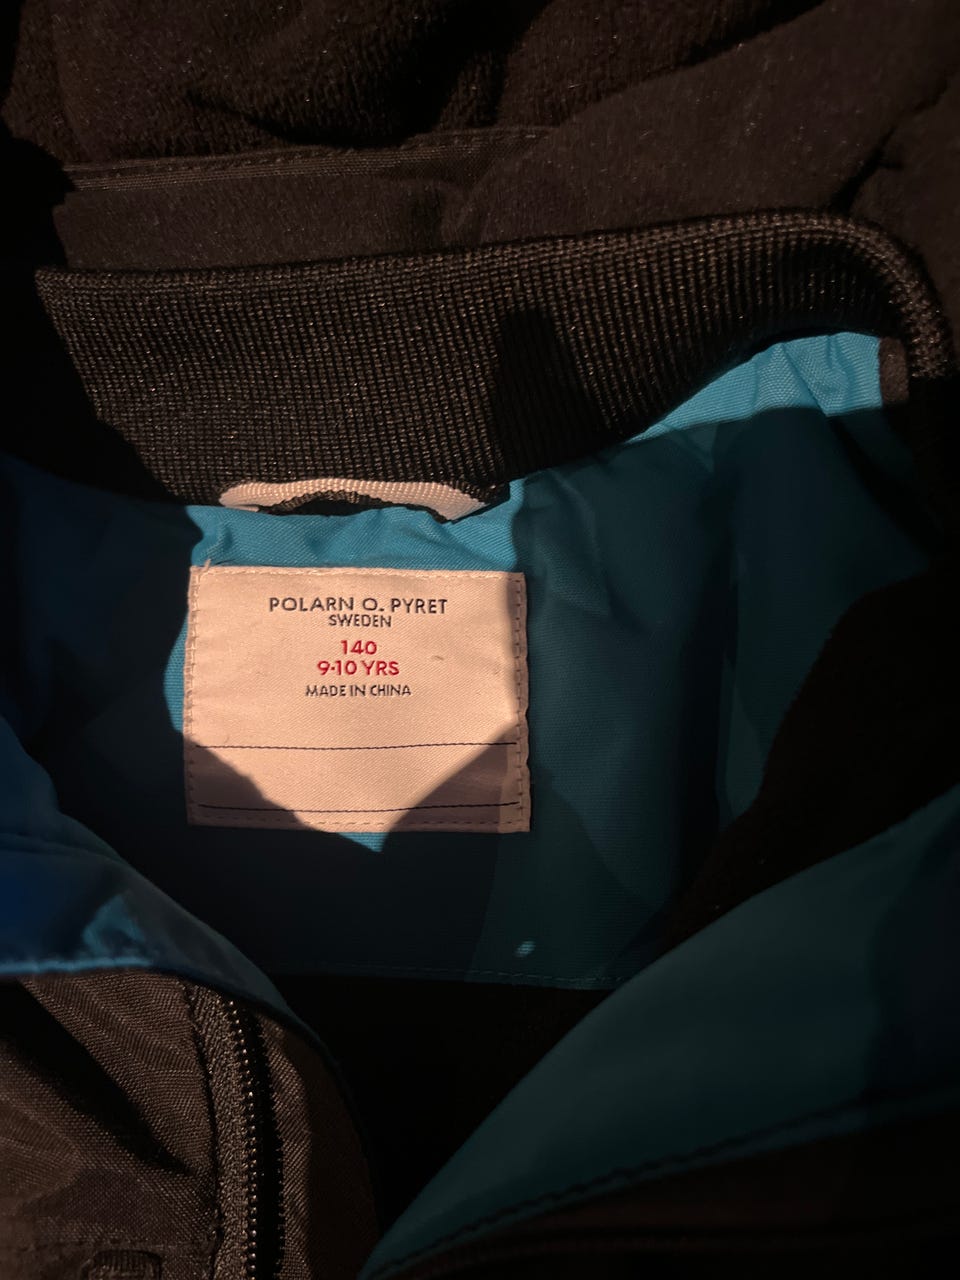 POLARN O. PYRET
SWEDEN
140
9-10 YRS
MADE IN CHINA